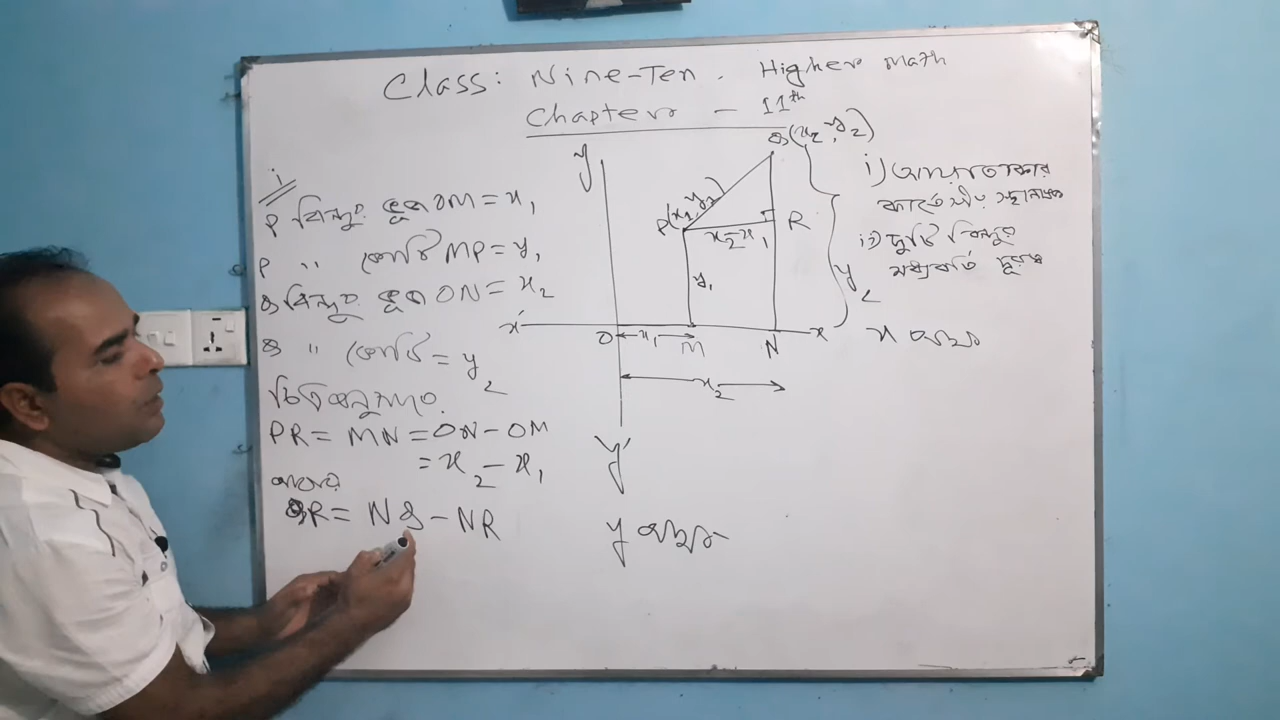 Class: Nine-Ten. Higher math
Chapter - 11th
i
P বিন্দুর ভুজ OM = x₁
P " কোটি MP = y₁
Q বিন্দুর ভুজ ON = x₂
Q " কোটি = y₂
চিত্রানুসারে,
PR = MN = ON - OM
= x₂ - x₁
আবার
QR = NQ - NR
y
Q(x₂, y₂)
P(x₁, y₁)
x₂-x₁
R
y₁
y₂
x'
O
x₁
M
N
x
x₂
y'
y অক্ষ
i) আয়তাকার
কার্তেসীয় স্থানাঙ্ক
ii) দুটি বিন্দুর
মধ্যবর্তি দূরত্ব
x অক্ষ